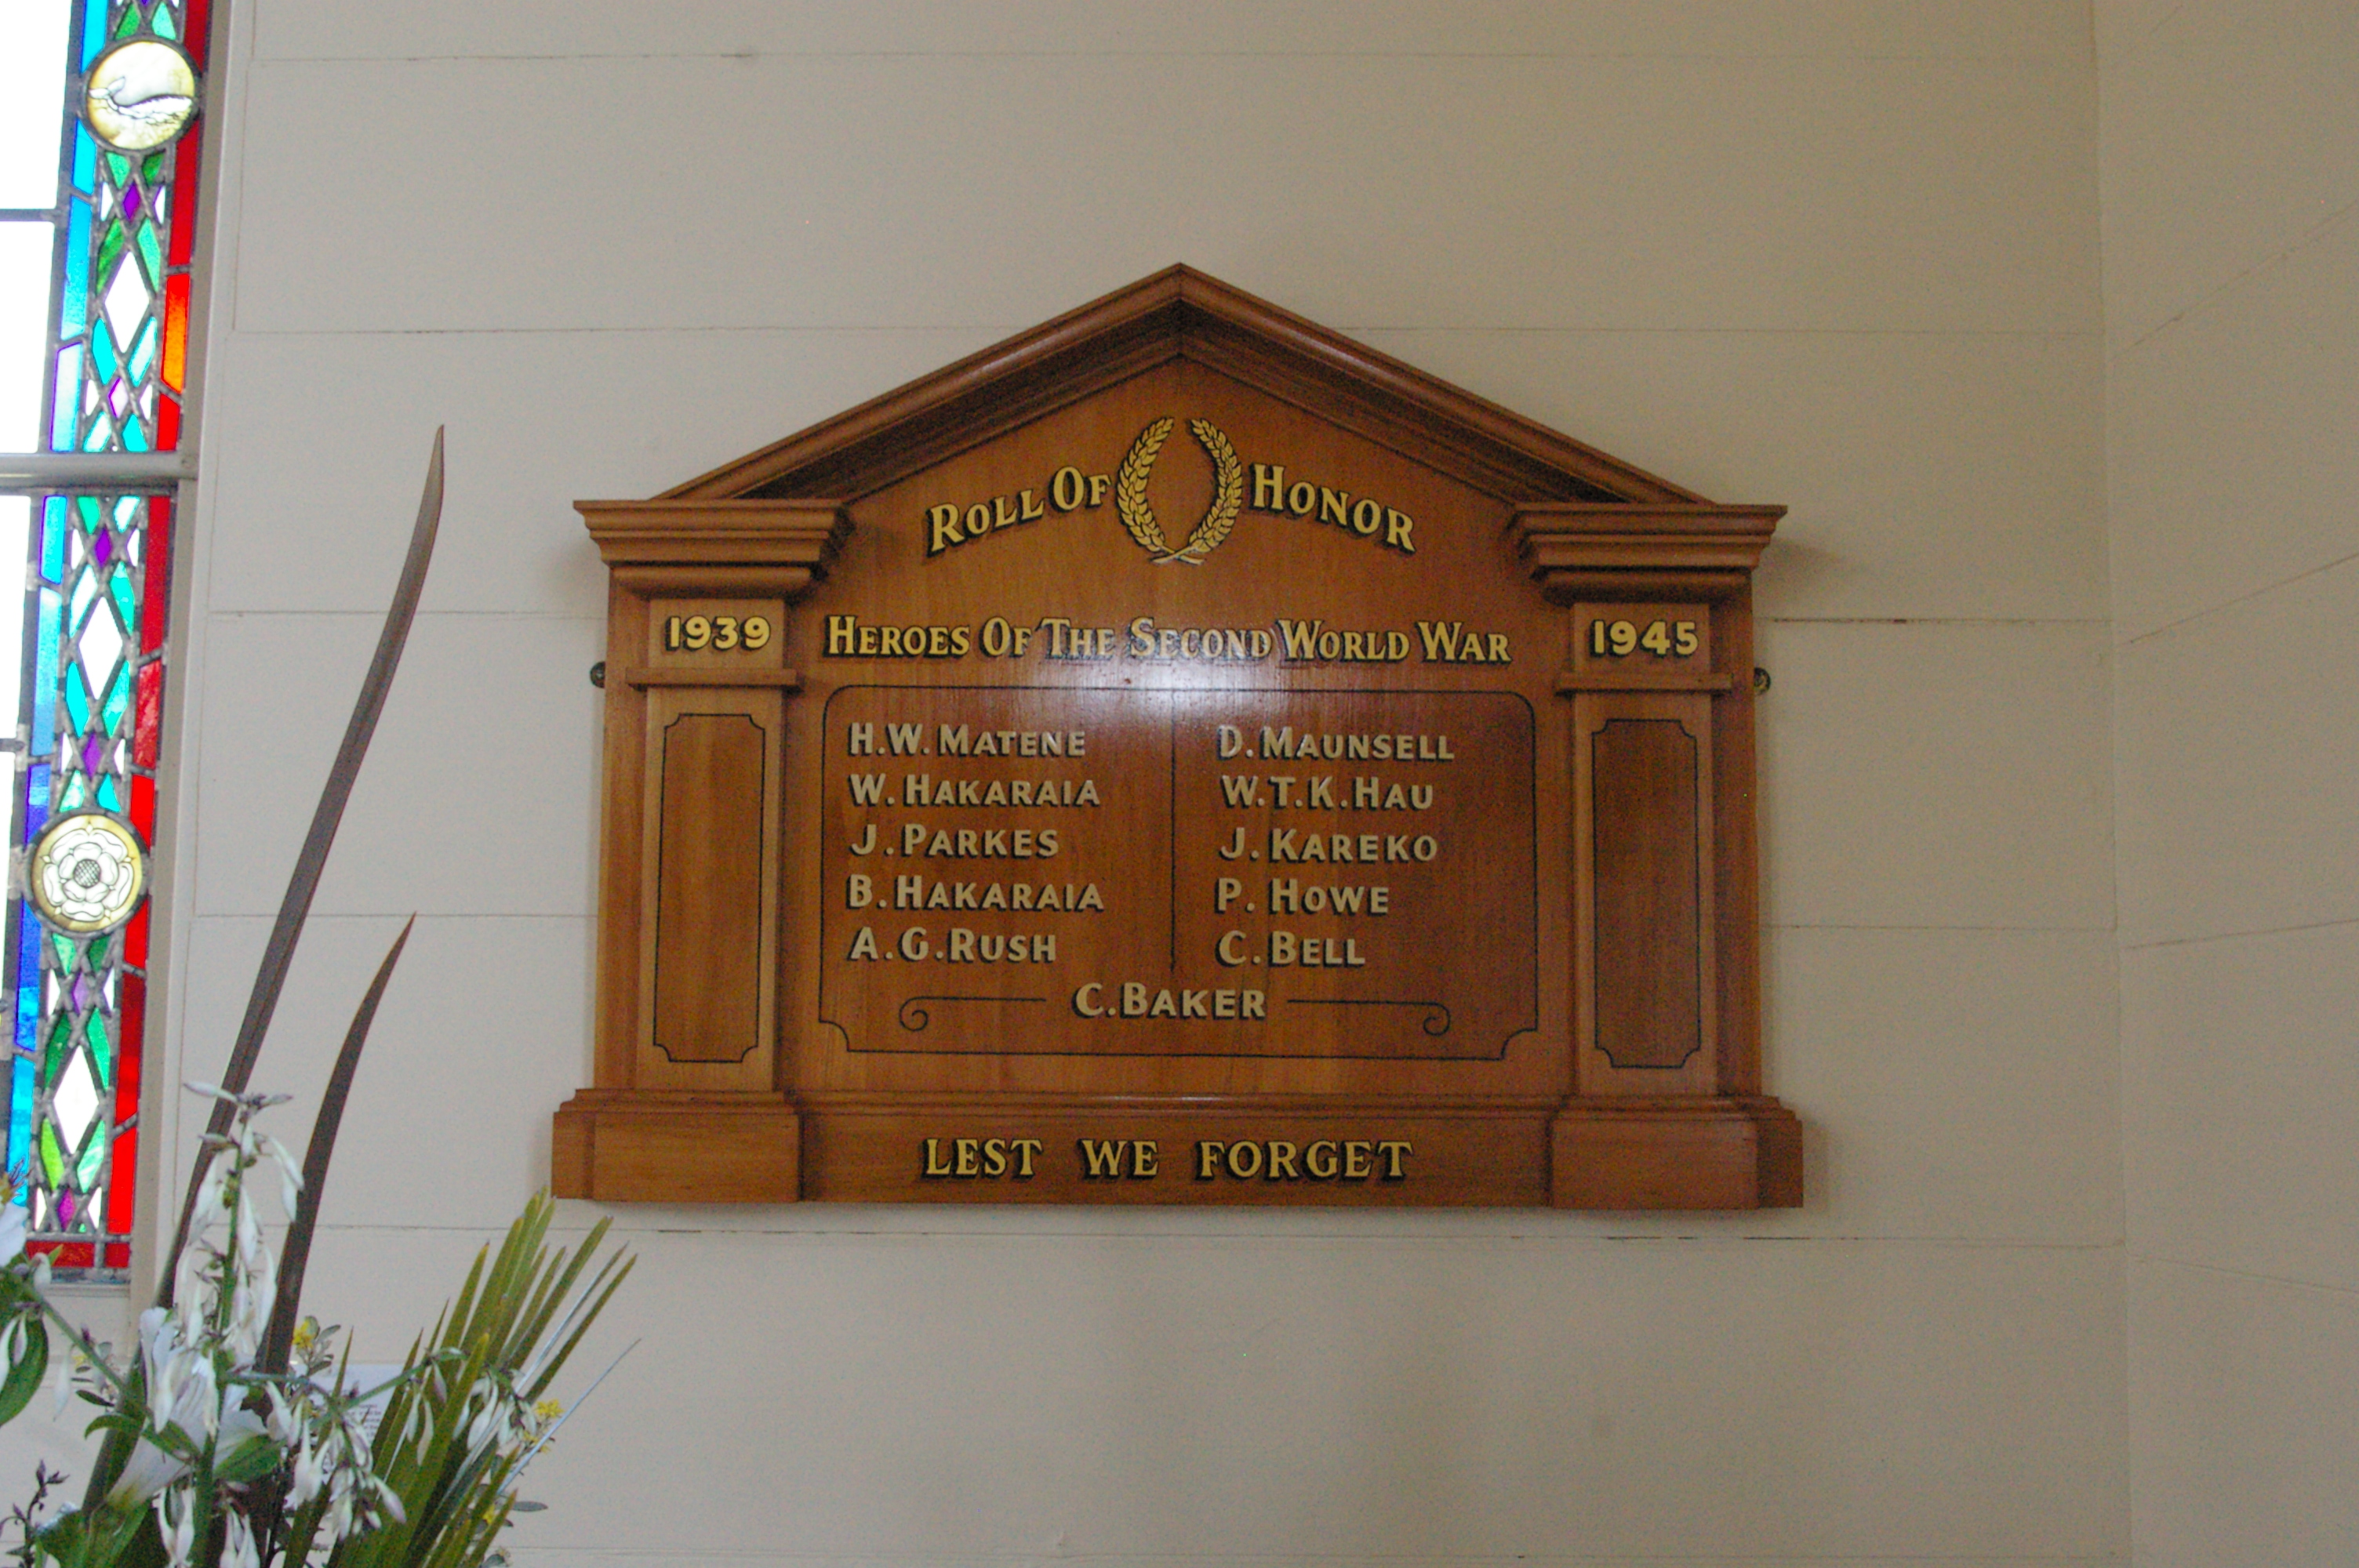 ROLL OF HONOR
1939 HEROES OF THE SECOND WORLD WAR 1945
H.W. MATENE
W. HAKARAIA
J. PARKES
B. HAKARAIA
A.G. RUSH
D. MAUNSELL
W.T.K. HAU
J. KAREKO
P. HOWE
C. BELL
C. BAKER
LEST WE FORGET